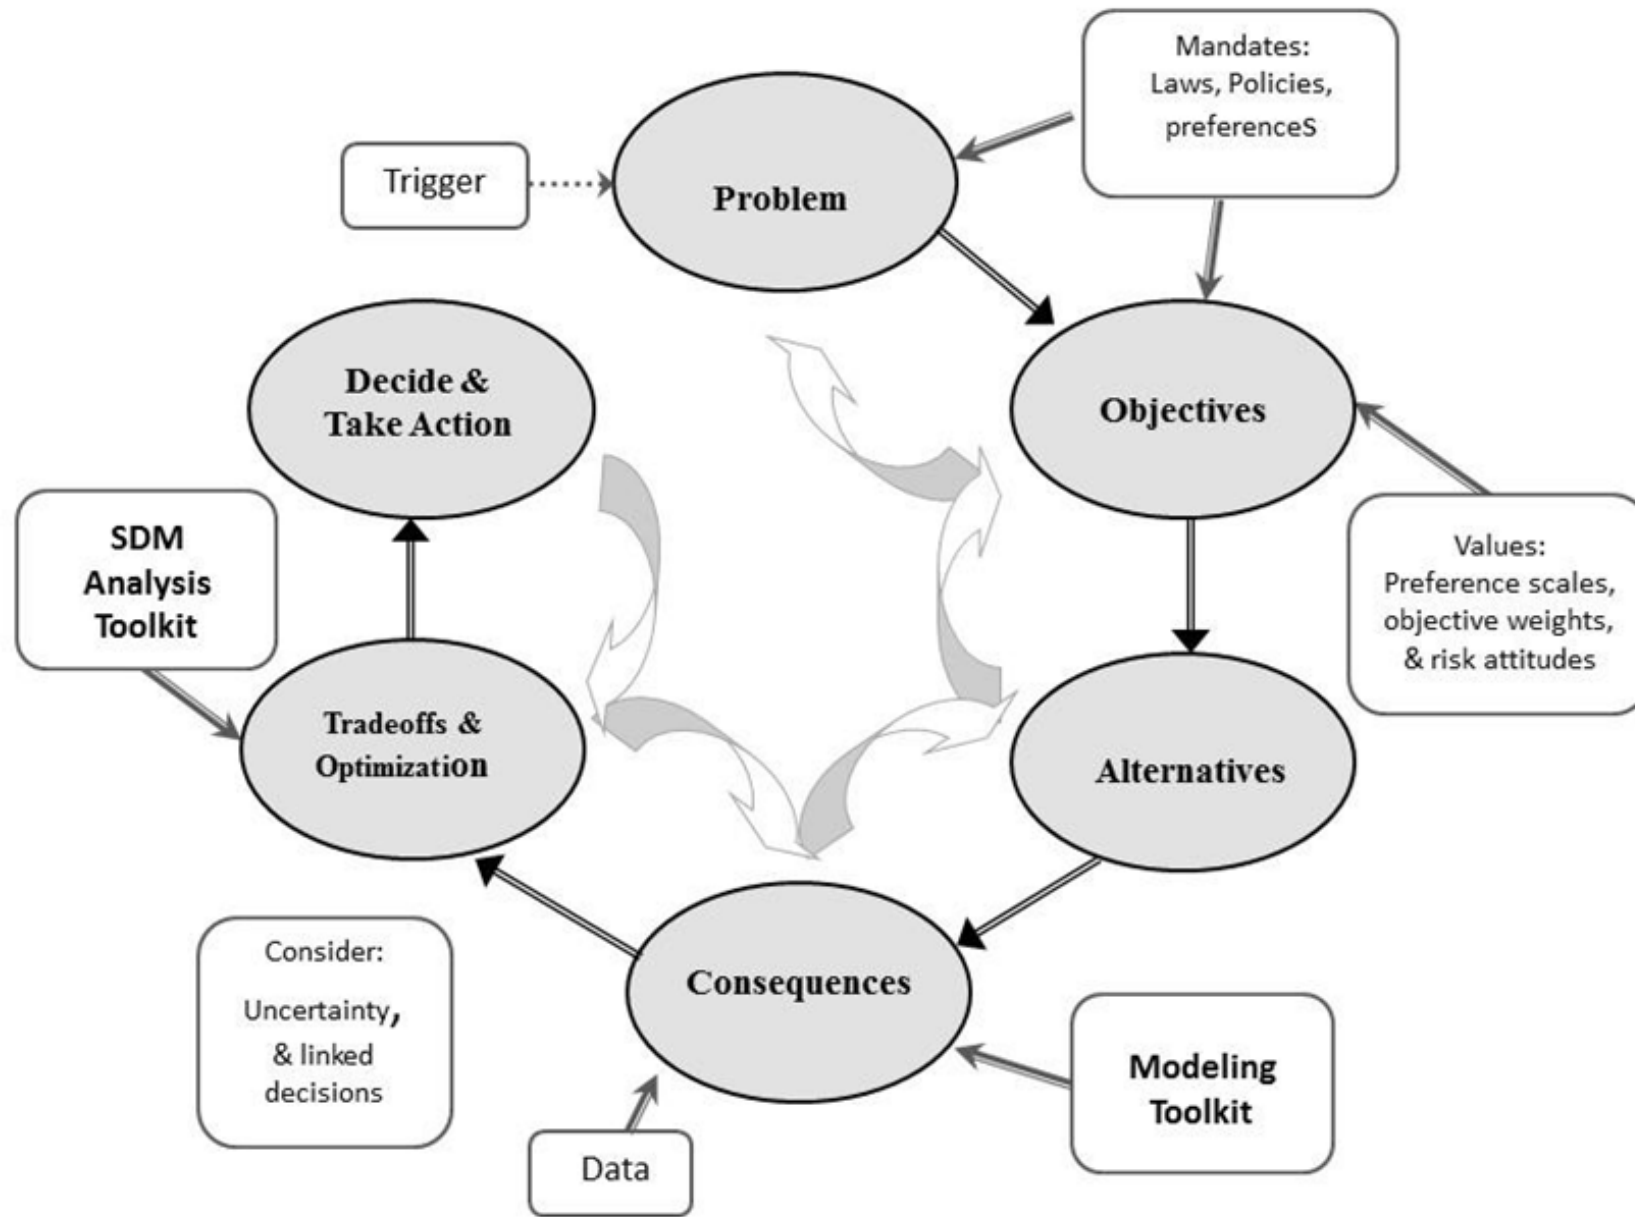 Mandates:
Laws, Policies,
preferences
Trigger
Problem
Decide &
Take Action
Objectives
SDM
Analysis
Toolkit
Values:
Preference scales,
objective weights,
& risk attitudes
Tradeoffs &
Optimization
Alternatives
Consider:
Uncertainty,
& linked
decisions
Consequences
Modeling
Toolkit
Data